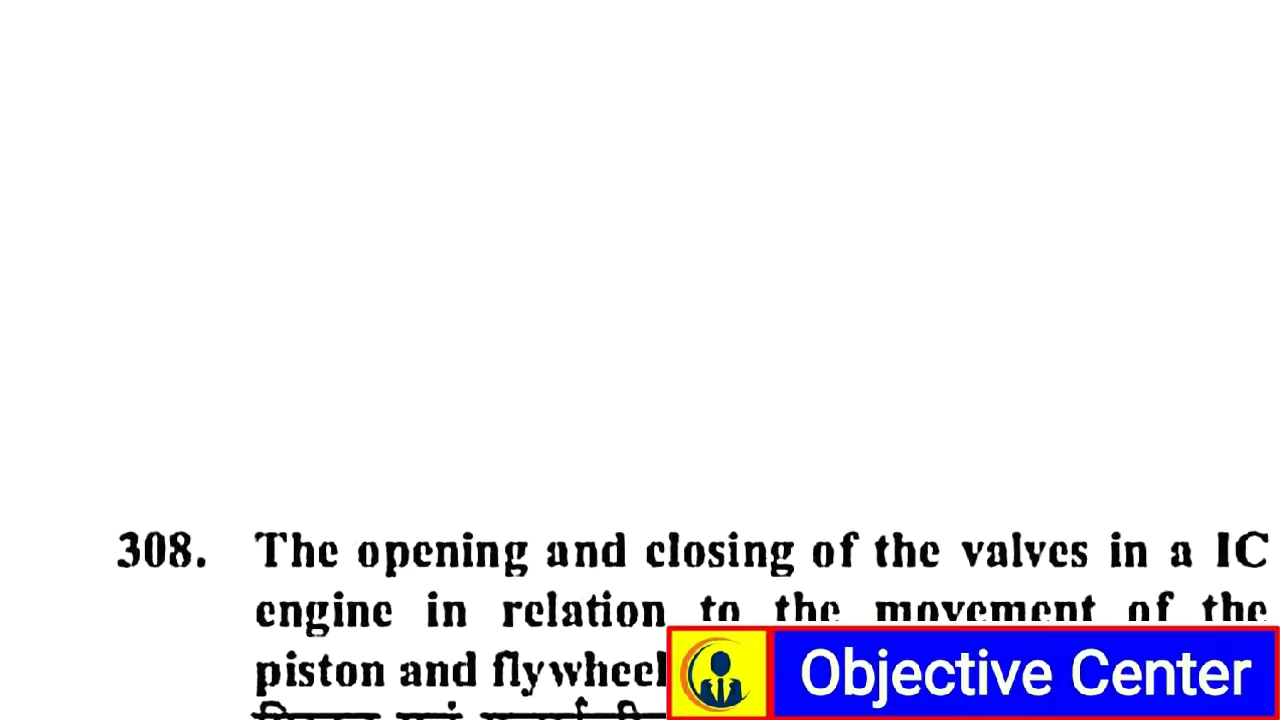 308. The opening and closing of the valves in a IC
engine in relation to the movement of the
piston and flywheel
Objective Center